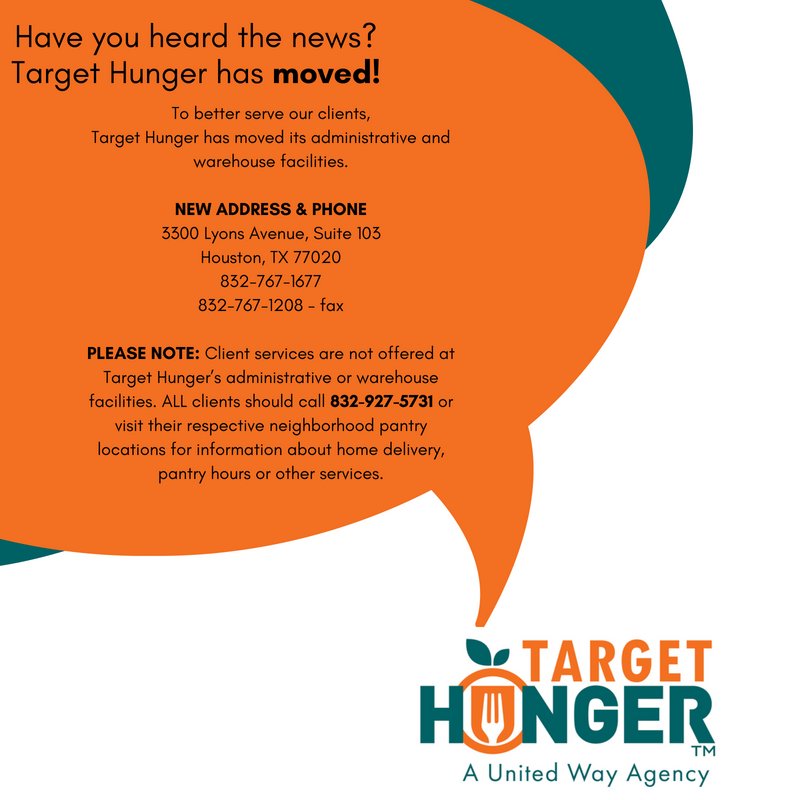 Have you heard the news?
Target Hunger has moved!
To better serve our clients,
Target Hunger has moved its administrative and
warehouse facilities.
NEW ADDRESS & PHONE
3300 Lyons Avenue, Suite 103
Houston, TX 77020
832-767-1677
832-767-1208 - fax
PLEASE NOTE: Client services are not offered at
Target Hunger's administrative or warehouse
facilities. ALL clients should call 832-927-5731 or
visit their respective neighborhood pantry
locations for information about home delivery,
pantry hours or other services.
TARGET
HUNGER TM
A United Way Agency